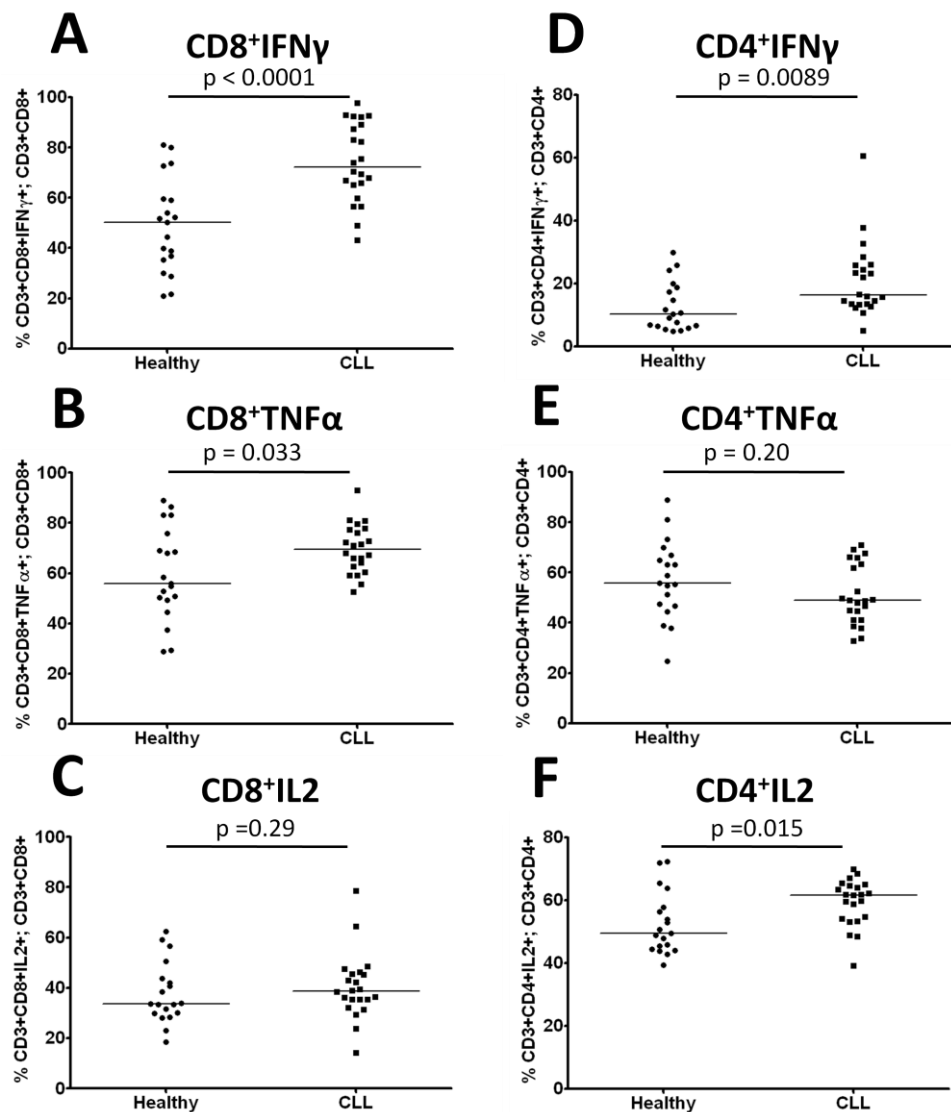 A
CD8⁺IFNγ
p < 0.0001
% CD3+CD8+IFNγ+; CD3+CD8+
100
80
60
40
20
0
Healthy
CLL
D
CD4⁺IFNγ
p = 0.0089
% CD3+CD4+IFNγ+; CD3+CD4+
80
60
40
20
0
Healthy
CLL
B
CD8⁺TNFα
p = 0.033
% CD3+CD8+TNFα+; CD3+CD8+
100
80
60
40
20
0
Healthy
CLL
E
CD4⁺TNFα
p = 0.20
% CD3+CD4+TNFα+; CD3+CD4+
100
80
60
40
20
0
Healthy
CLL
C
CD8⁺IL2
p =0.29
% CD3+CD8+IL2+; CD3+CD8+
100
80
60
40
20
0
Healthy
CLL
F
CD4⁺IL2
p =0.015
% CD3+CD4+IL2+; CD3+CD4+
80
60
40
20
0
Healthy
CLL